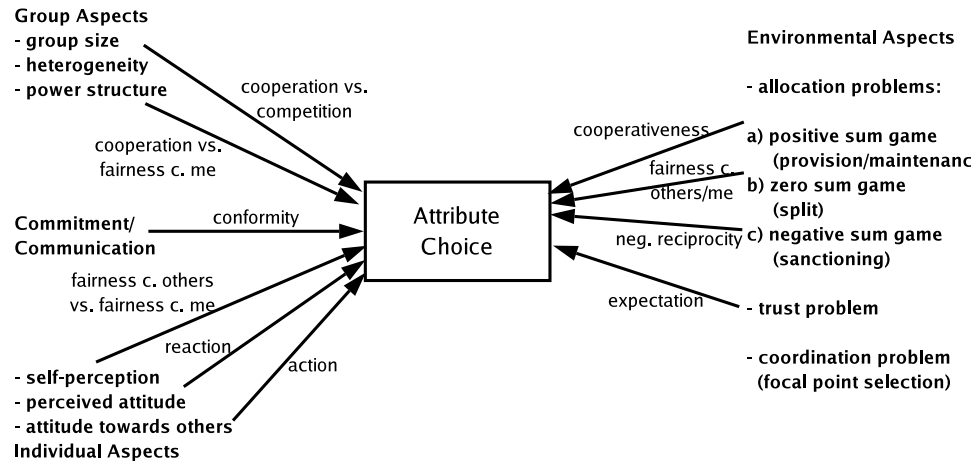 Group Aspects
- group size
- heterogeneity
- power structure
cooperation vs.
competition
cooperation vs.
fairness c. me
Commitment/
Communication
conformity
fairness c. others
vs. fairness c. me
reaction
action
- self-perception
- perceived attitude
- attitude towards others
Individual Aspects
Attribute
Choice
Environmental Aspects
- allocation problems:
cooperativeness
a) positive sum game
(provision/maintenanc
fairness c.
others/me
b) zero sum game
(split)
neg. reciprocity
c) negative sum game
(sanctioning)
expectation
- trust problem
- coordination problem
(focal point selection)